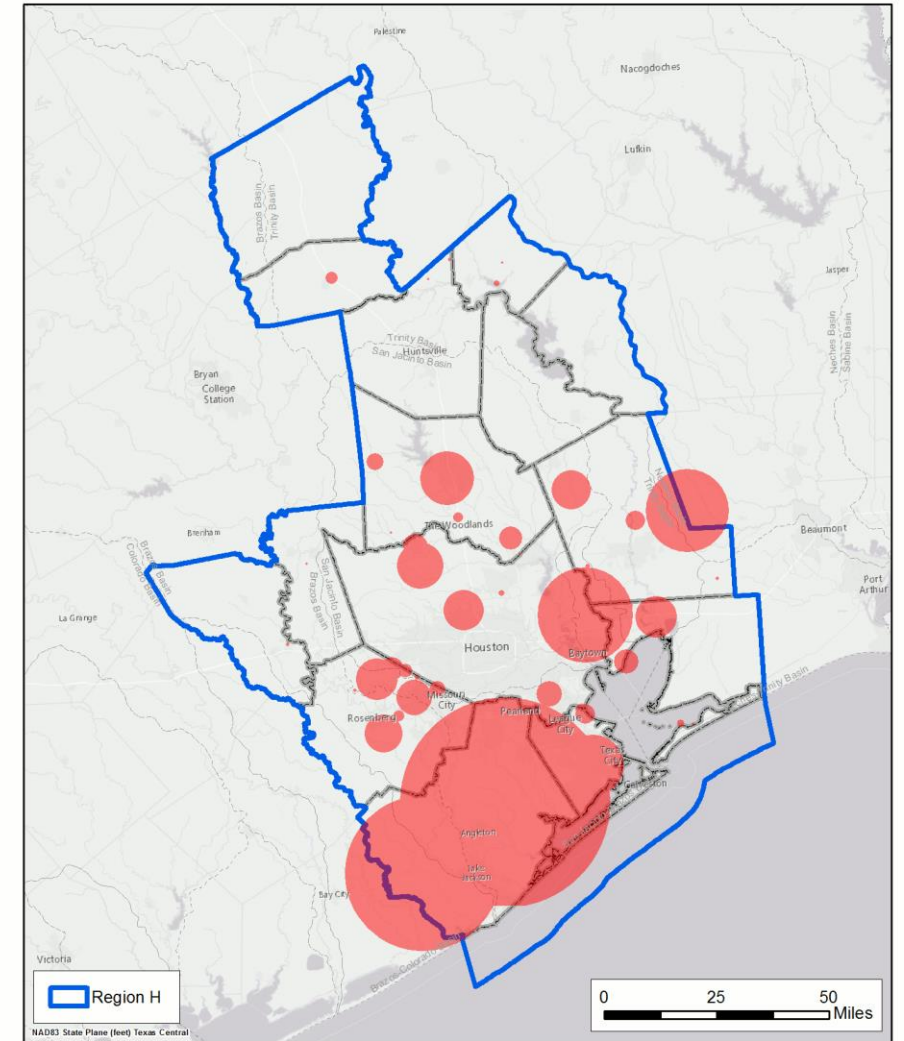 Palestine
Nacogdoches
Lufkin
Brazos Basin
Trinity Basin
Jasper
Neches Basin
Sabine Basin
Trinity Basin
San Jacinto Basin
Huntsville
Bryan
College
Station
The Woodlands
Beaumont
Brenham
Port
Arthur
Brazos Basin
Colorado Basin
San Jacinto Basin
Brazos Basin
La Grange
Houston
Baytown
Missouri
City
Pearland
League
City
Rosenberg
Texas
City
Galveston
Angleton
Lake
Jackson
Bay City
Victoria
Region H
0 25 50
Miles
NAD83 State Plane (feet) Texas Central